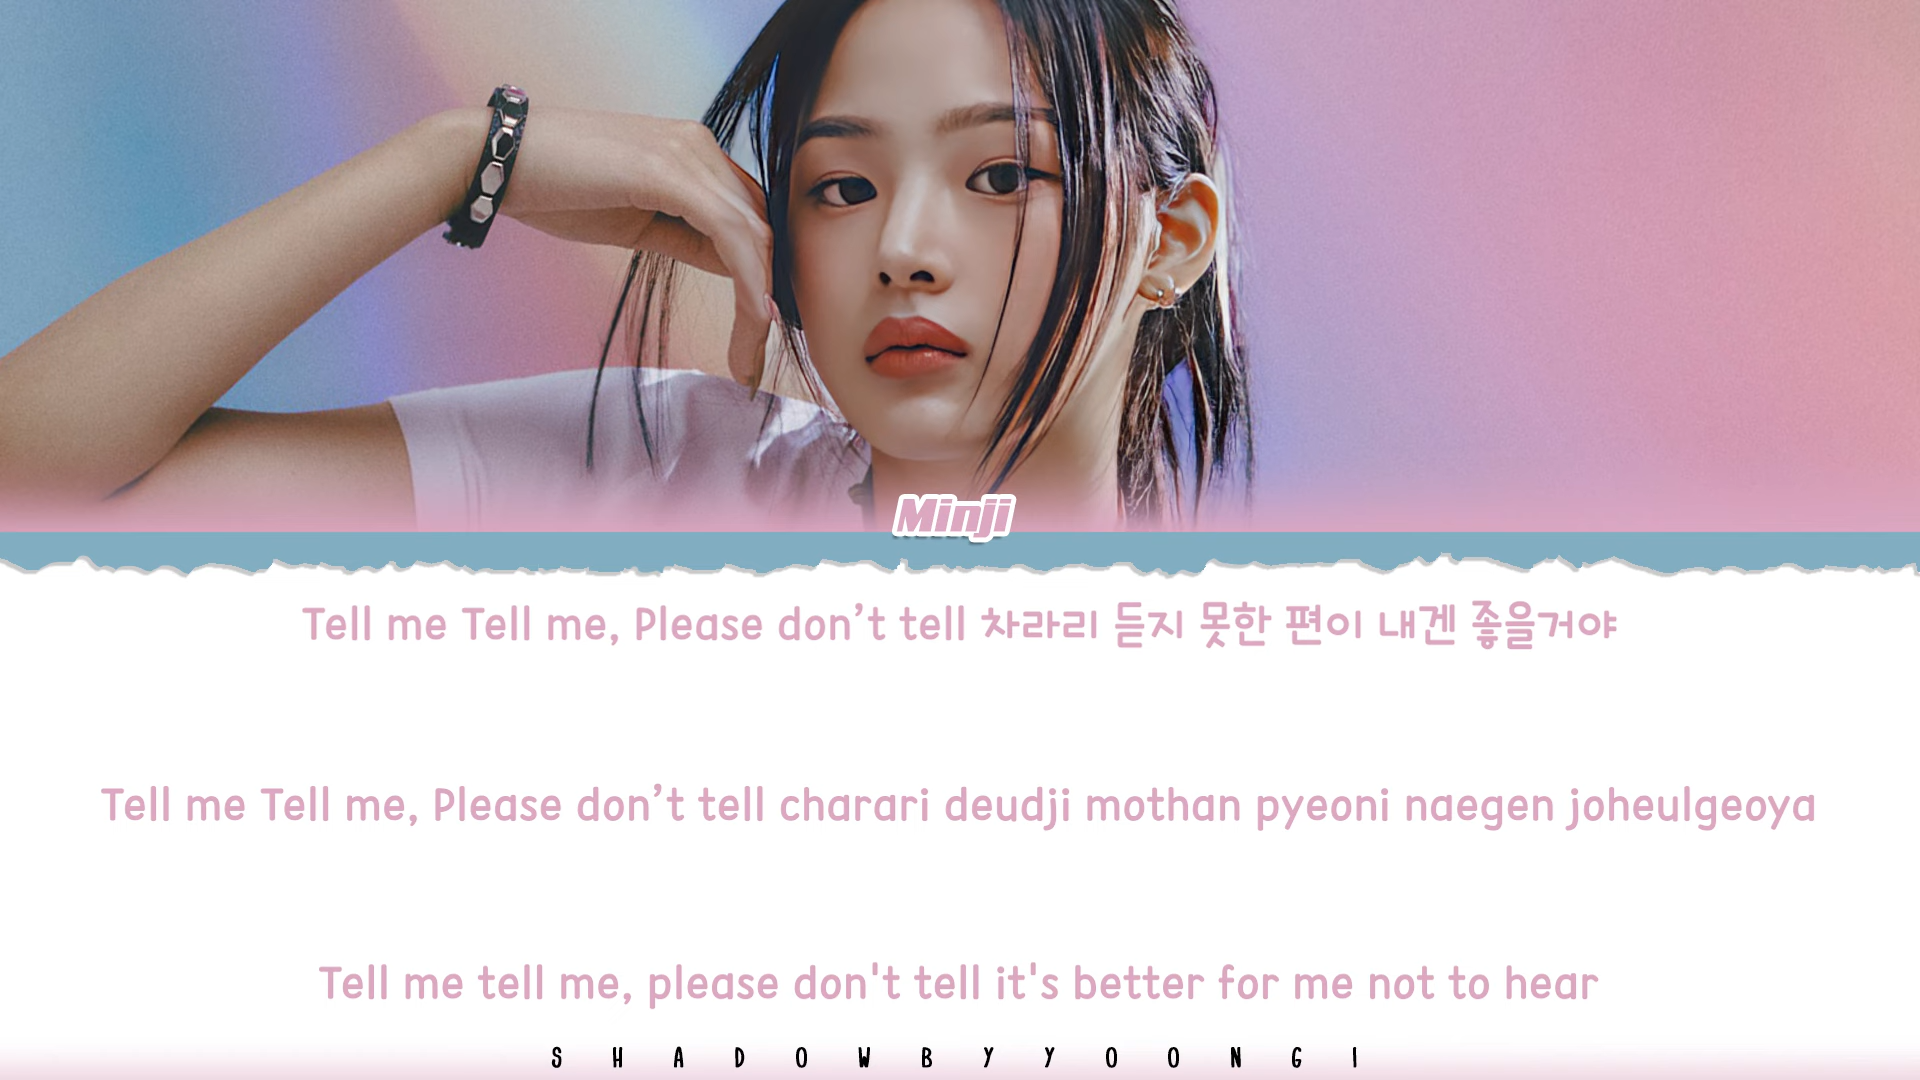 Minji
Tell me Tell me, Please don’t tell 차라리 듣지 못한 편이 내겐 좋을거야
Tell me Tell me, Please don’t tell charari deudji mothan pyeoni naegen joheulgeoya
Tell me tell me, please don't tell it's better for me not to hear
SHADOWBYYOONGI